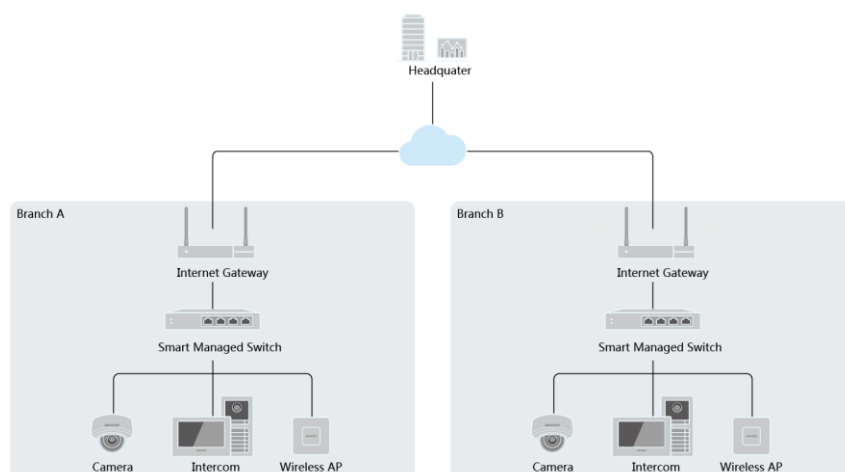 Headquater
Branch A
Branch B
Internet Gateway
Internet Gateway
Smart Managed Switch
Smart Managed Switch
Camera
Intercom
Wireless AP
Camera
Intercom
Wireless AP